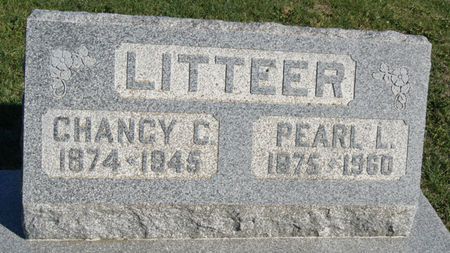 LITTEER
CHANCY C.
1874 - 1945
PEARL L.
1875 - 1960